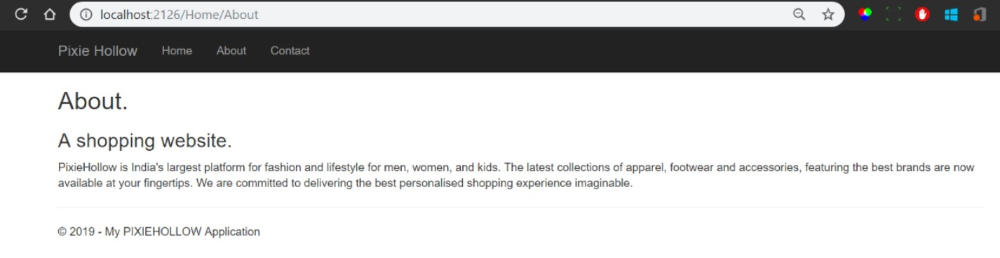 localhost:2126/Home/About
Pixie Hollow Home About Contact
About.
A shopping website.
PixieHollow is India's largest platform for fashion and lifestyle for men, women, and kids. The latest collections of apparel, footwear and accessories, featuring the best brands are now
available at your fingertips. We are committed to delivering the best personalised shopping experience imaginable.
© 2019 - My PIXIEHOLLOW Application